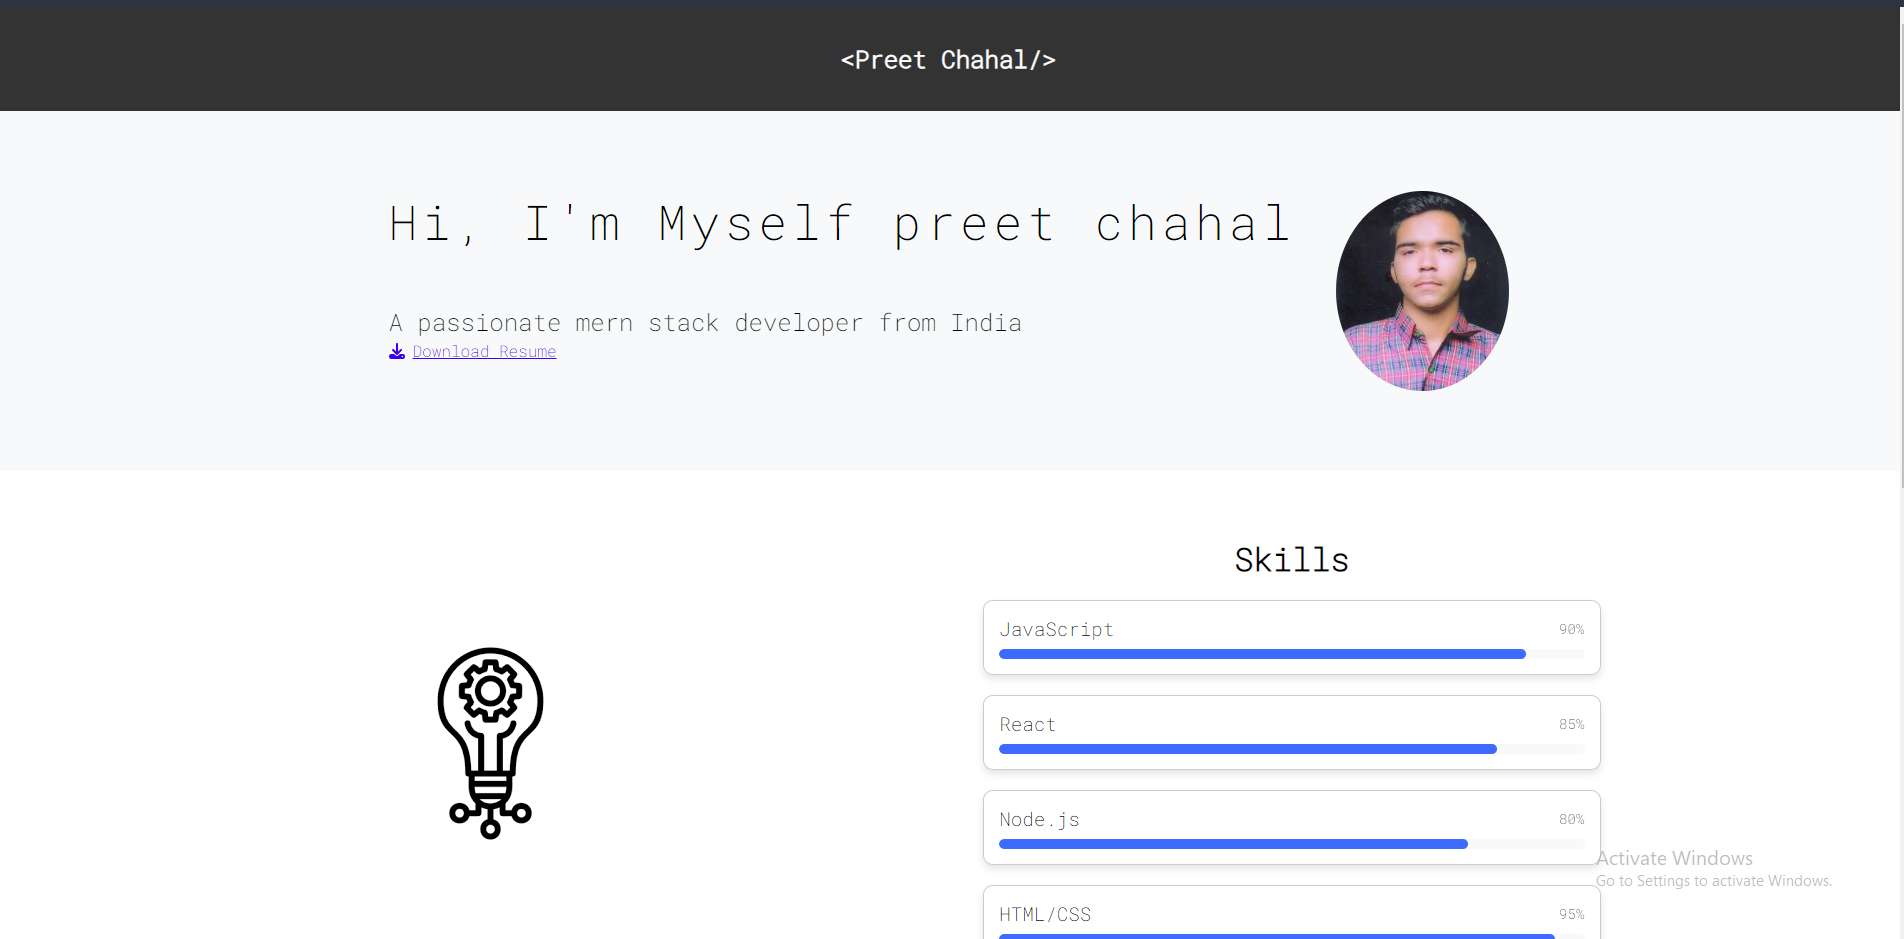 <Preet Chahal/>
Hi, I'm Myself preet chahal
A passionate mern stack developer from India
Download Resume
Skills
JavaScript 90%
React 85%
Node.js 80%
HTML/CSS 95%
Activate Windows
Go to Settings to activate Windows.